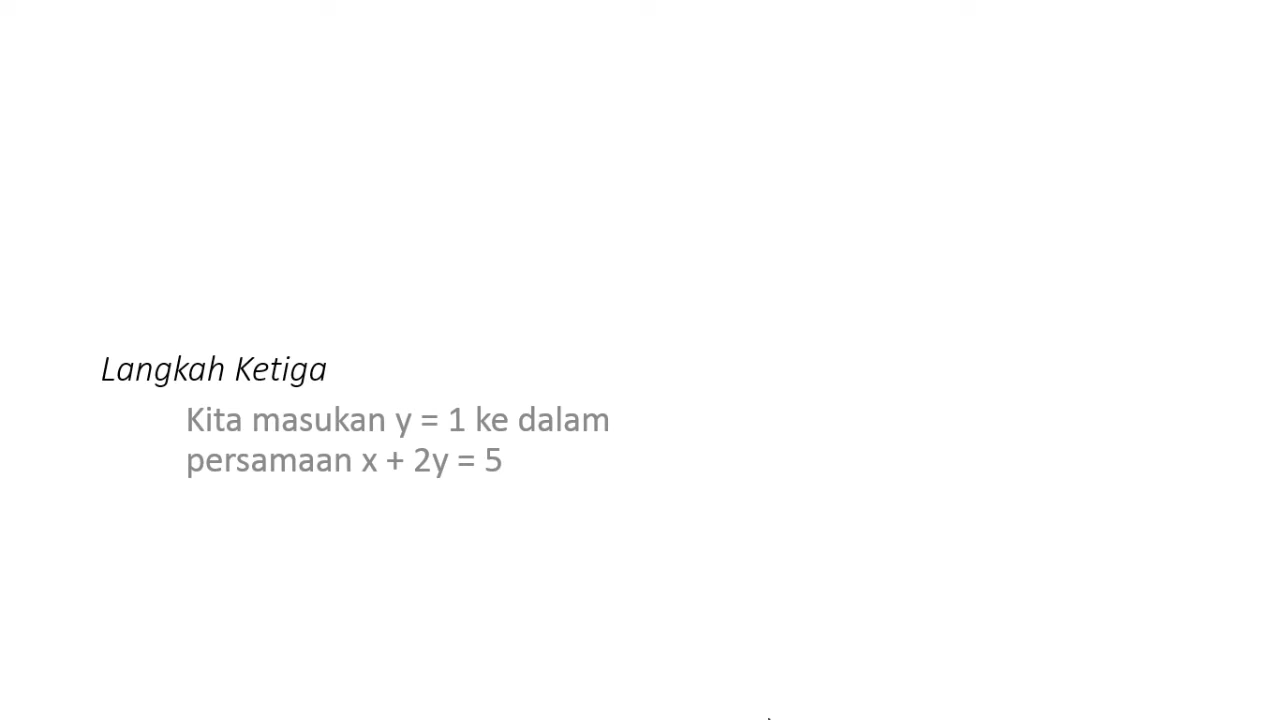 Langkah Ketiga
Kita masukan y = 1 ke dalam
persamaan x + 2y = 5